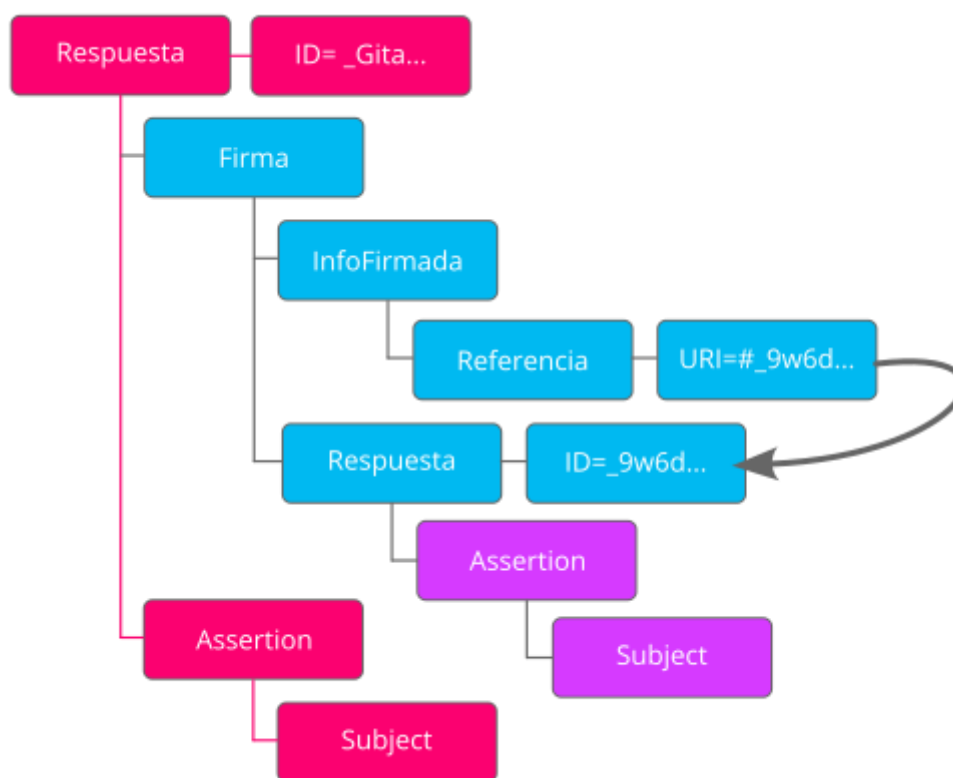 Respuesta
ID= _Gita...
Firma
InfoFirmada
Referencia
URI=#_9w6d...
Respuesta
ID=_9w6d...
Assertion
Subject
Assertion
Subject